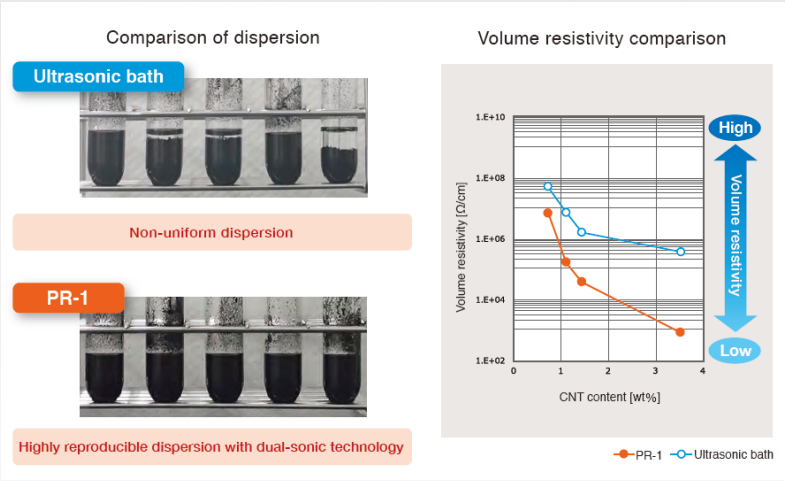 Comparison of dispersion
Ultrasonic bath
Non-uniform dispersion
PR-1
Highly reproducible dispersion with dual-sonic technology
Volume resistivity comparison
Volume resistivity [Ω/cm]
1.E+10
1.E+08
1.E+06
1.E+04
1.E+02
0 1 2 3 4
CNT content [wt%]
High
Volume resistivity
Low
PR-1 Ultrasonic bath